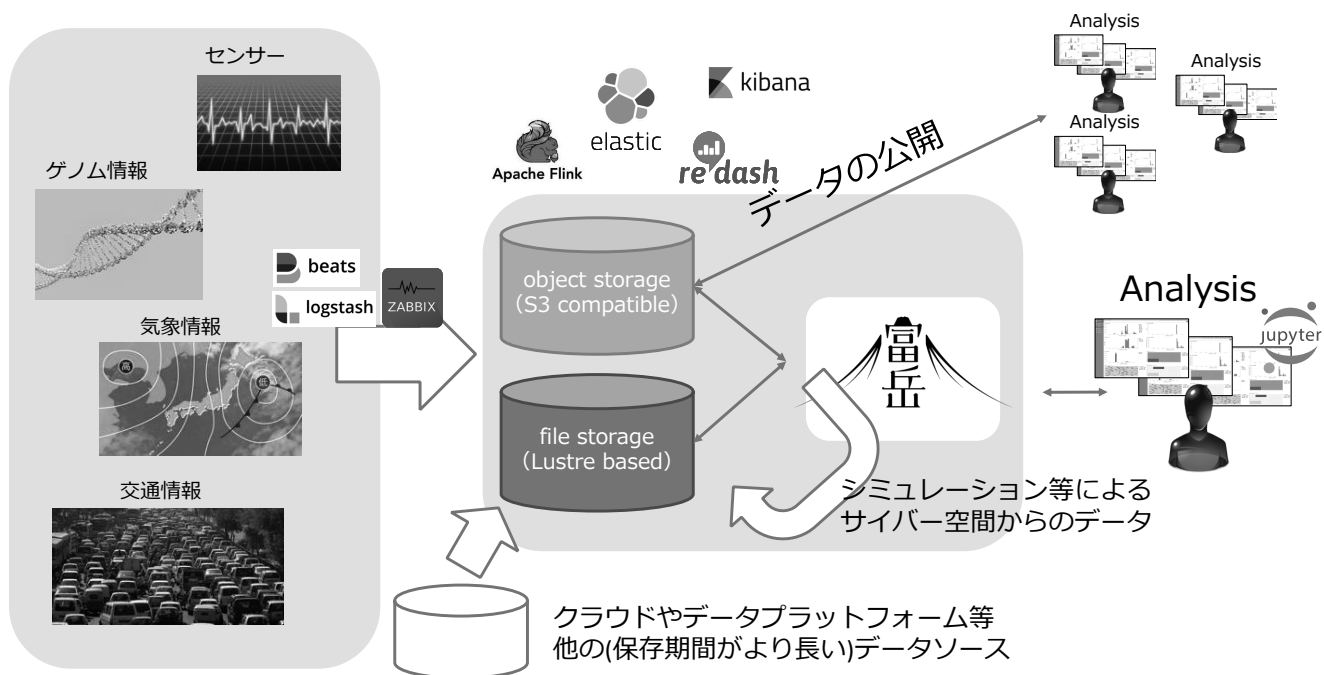 センサー
ゲノム情報
気象情報
高
低
交通情報
beats
logstash
ZABBIX
Apache Flink
elastic
kibana
re dash
データの公開
object storage
(S3 compatible)
file storage
(Lustre based)
富岳
シミュレーション等による
サイバー空間からのデータ
クラウドやデータプラットフォーム等
他の(保存期間がより長い)データソース
Analysis
Analysis
Analysis
Analysis
jupyter